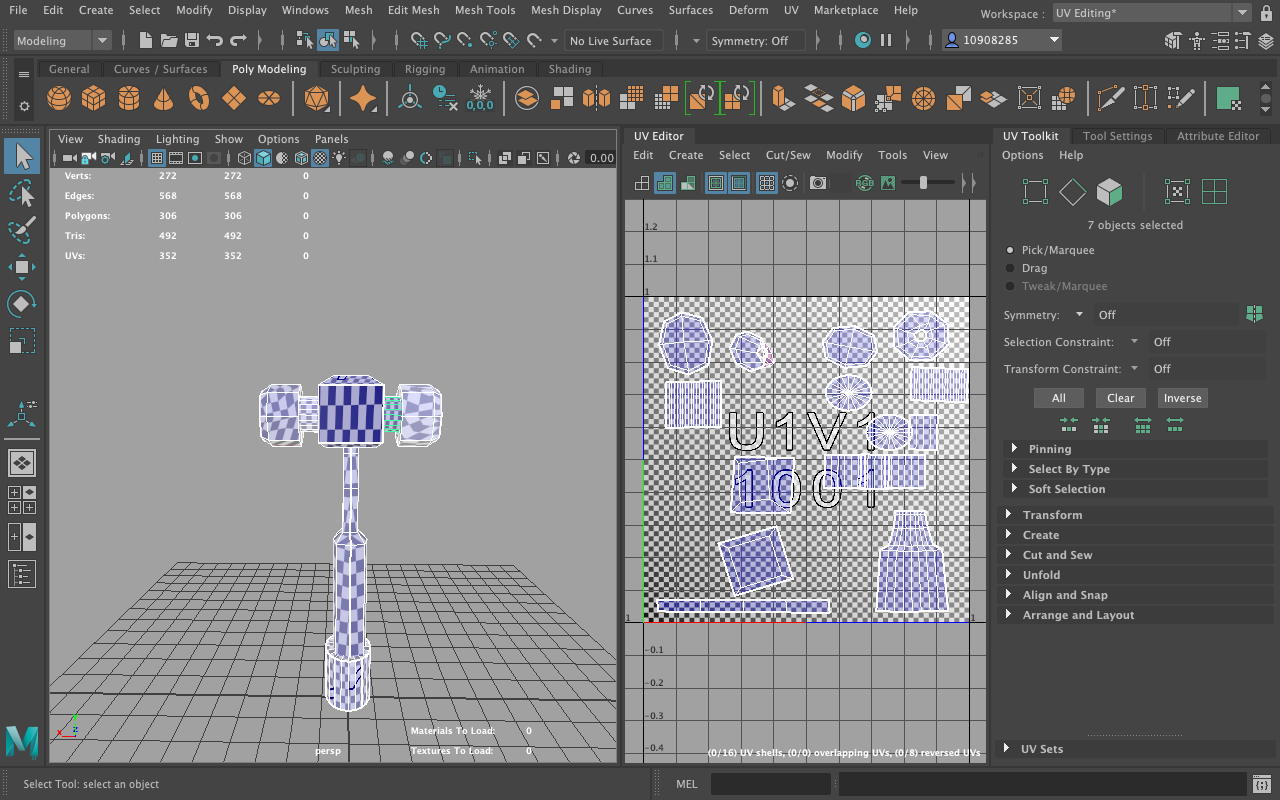 File Edit Create Select Modify Display Windows Mesh Edit Mesh Mesh Tools Mesh Display Curves Surfaces Deform UV Marketplace Help Workspace : UV Editing*
Modeling No Live Surface Symmetry: Off 10908285
General Curves / Surfaces Poly Modeling Sculpting Rigging Animation Shading
0,0,0
View Shading Lighting Show Options Panels
0.00
Verts: 272 272 0
Edges: 568 568 0
Polygons: 306 306 0
Tris: 492 492 0
UVs: 352 352 0
Materials To Load: 0
Textures To Load: 0
persp
UV Editor
Edit Create Select Cut/Sew Modify Tools View
RGB
1.2
1.1
1
U1V1
1001
1 1
-0.1
-0.2
-0.3
-0.4
(0/16) UV shells, (0/0) overlapping UVs, (0/8) reversed UVs
UV Toolkit Tool Settings Attribute Editor
Options Help
7 objects selected
Pick/Marquee
Drag
Tweak/Marquee
Symmetry: Off
Selection Constraint: Off
Transform Constraint: Off
All Clear Inverse
Pinning
Select By Type
Soft Selection
Transform
Create
Cut and Sew
Unfold
Align and Snap
Arrange and Layout
UV Sets
Select Tool: select an object
MEL